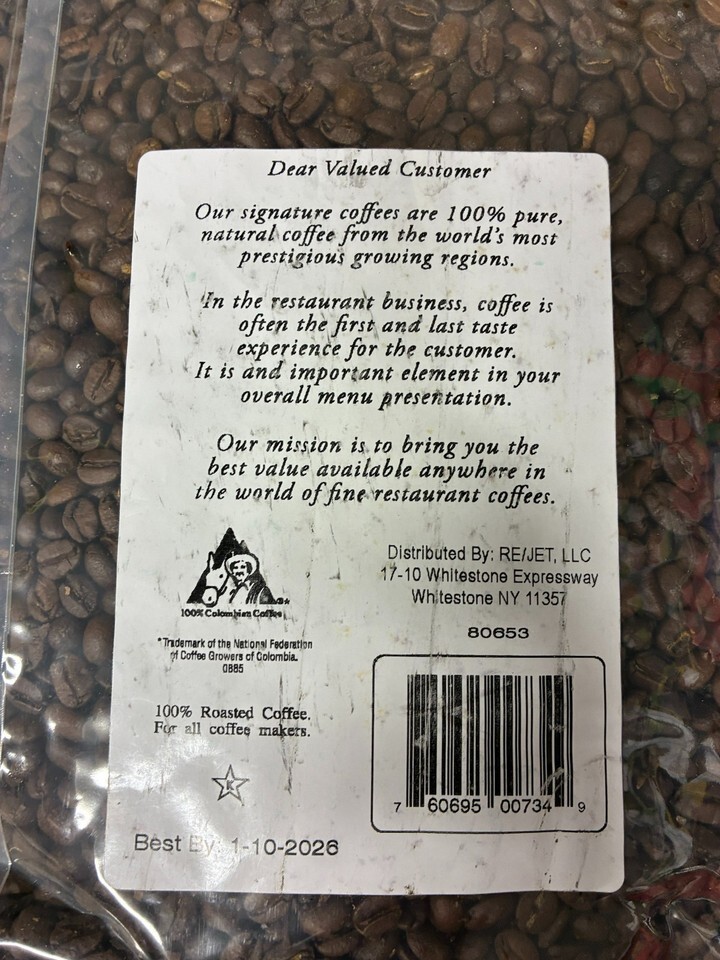 Dear Valued Customer
Our signature coffees are 100% pure,
natural coffee from the world's most
prestigious growing regions.
In the restaurant business, coffee is
often the first and last taste
experience for the customer.
It is and important element in your
overall menu presentation.
Our mission is to bring you the
best value available anywhere in
the world of fine restaurant coffees.
100% Colombian Coffee
*Trademark of the National Federation
of Coffee Growers of Colombia.
0885
100% Roasted Coffee.
For all coffee makers.
K
Best By: 1-10-2026
Distributed By: RE/JET, LLC
17-10 Whitestone Expressway
Whitestone NY 11357
80653
7 60695 00734 9